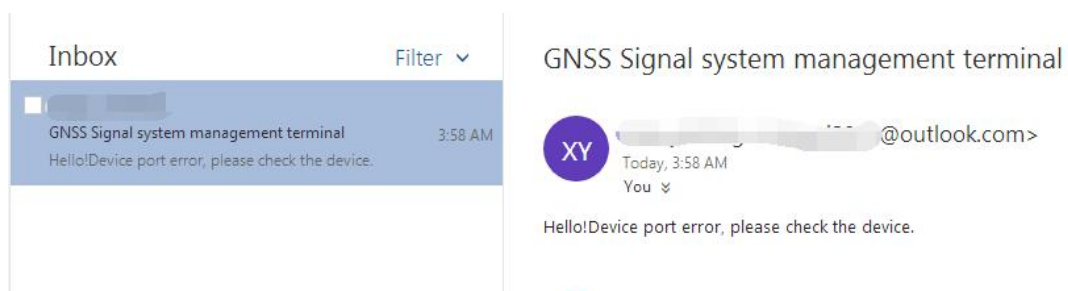 Inbox
Filter
GNSS Signal system management terminal
3:58 AM
Hello!Device port error, please check the device.
GNSS Signal system management terminal
XY
@outlook.com>
Today, 3:58 AM
You
Hello!Device port error, please check the device.